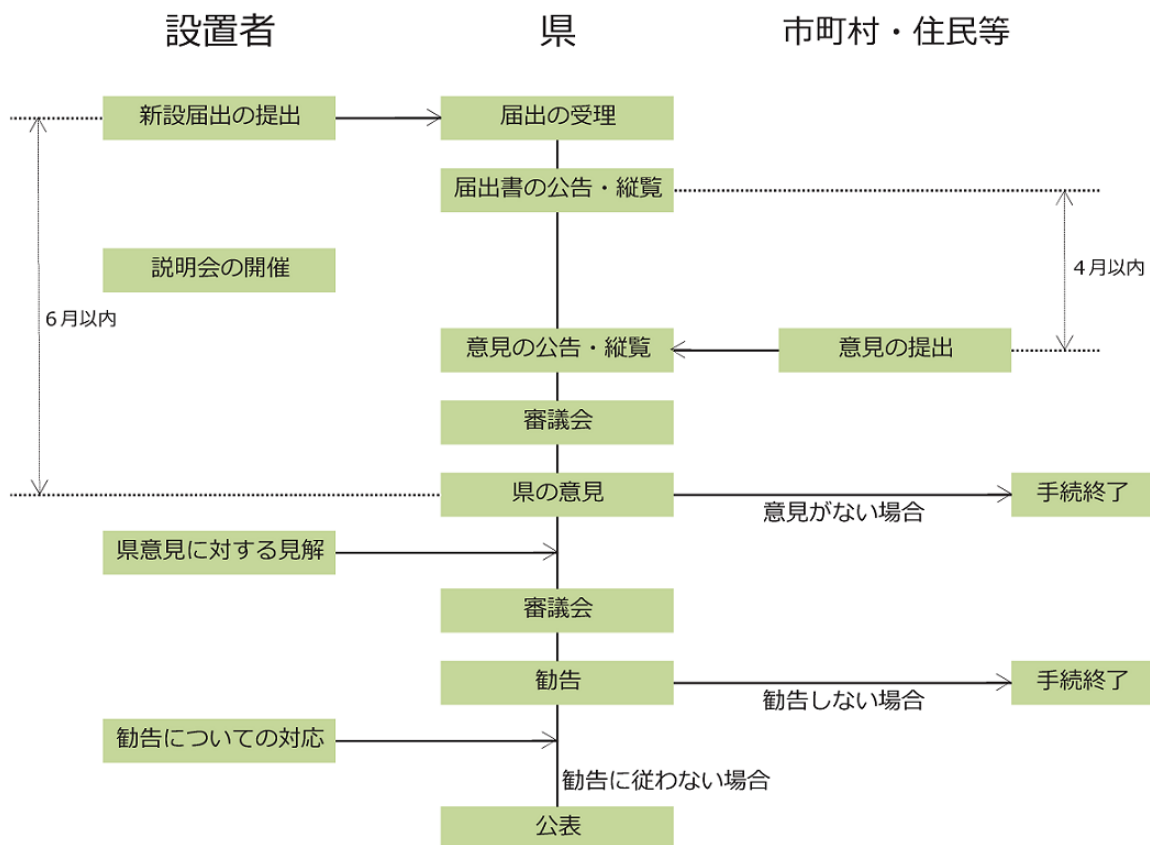 設置者
県
市町村・住民等
新設届出の提出
届出の受理
届出書の公告・縦覧
説明会の開催
4月以内
6月以内
意見の公告・縦覧
意見の提出
審議会
県の意見
意見がない場合
手続終了
県意見に対する見解
審議会
勧告
勧告しない場合
手続終了
勧告についての対応
勧告に従わない場合
公表